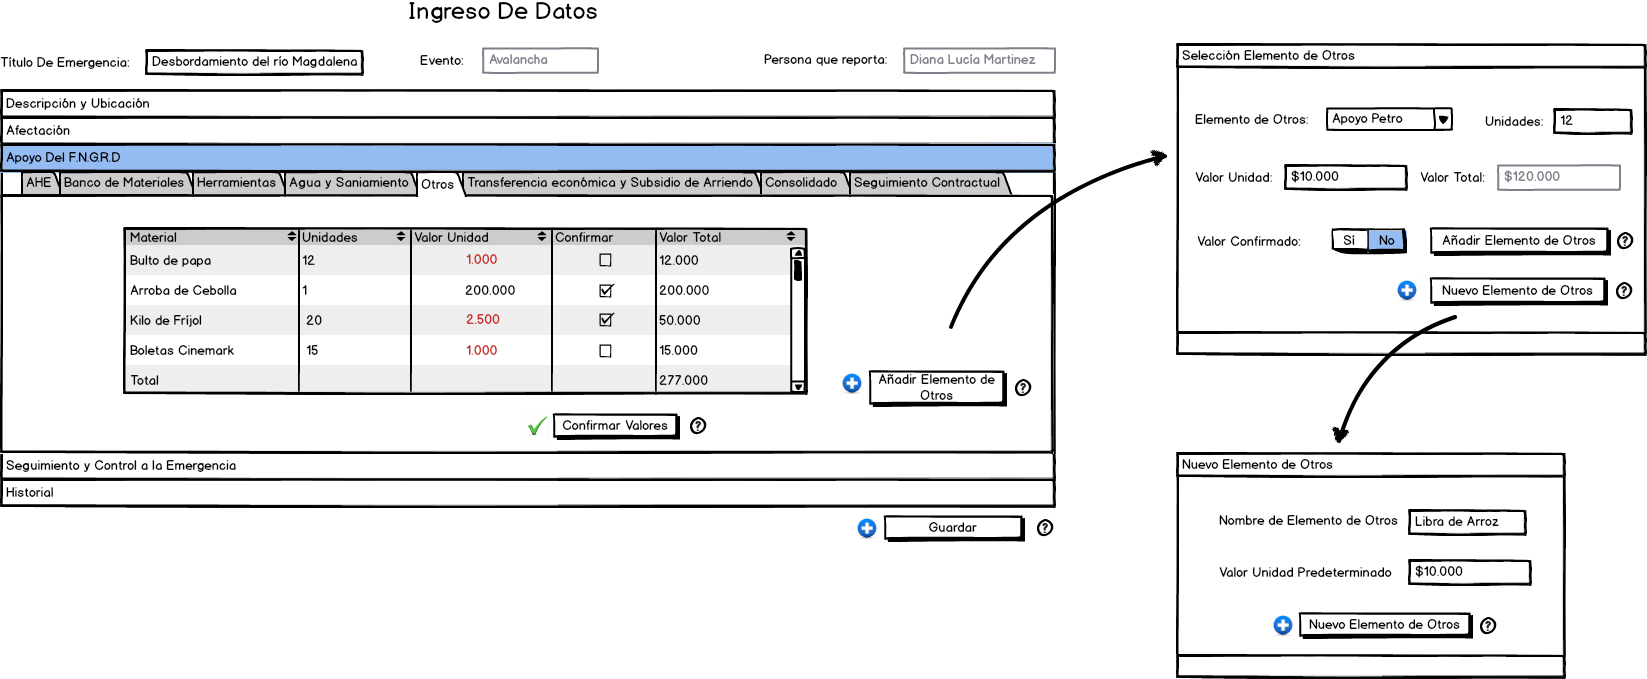 Ingreso De Datos
Título De Emergencia: Desbordamiento del río Magdalena Evento: Avalancha Persona que reporta: Diana Lucía Martinez
Descripción y Ubicación
Afectación
Apoyo Del F.N.G.R.D
AHE Banco de Materiales Herramientas Agua y Saniamiento Otros Transferencia económica y Subsidio de Arriendo Consolidado Seguimiento Contractual
Material Unidades Valor Unidad Confirmar Valor Total
Bulto de papa 12 1.000 12.000
Arroba de Cebolla 1 200.000 200.000
Kilo de Fríjol 20 2.500 50.000
Boletas Cinemark 15 1.000 15.000
Total 277.000
Añadir Elemento de
Otros ?
Confirmar Valores ?
Seguimiento y Control a la Emergencia
Historial
Guardar ?
Selección Elemento de Otros
Elemento de Otros: Apoyo Petro Unidades: 12
Valor Unidad: $10.000 Valor Total: $120.000
Valor Confirmado: Sí No Añadir Elemento de Otros ?
Nuevo Elemento de Otros ?
Nuevo Elemento de Otros
Nombre de Elemento de Otros Libra de Arroz
Valor Unidad Predeterminado $10.000
Nuevo Elemento de Otros ?